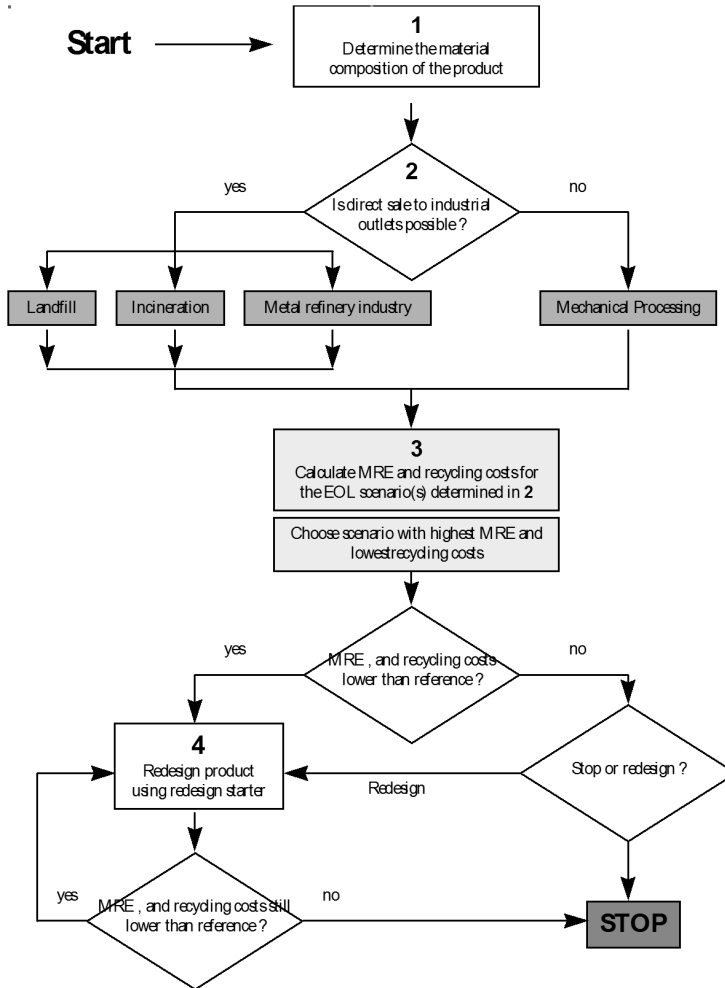 Start
1
Determine the material
composition of the product
2
Is direct sale to industrial
outlets possible ?
yes
no
Landfill
Incineration
Metal refinery industry
Mechanical Processing
3
Calculate MRE and recycling costs for
the EOL scenario(s) determined in 2
Choose scenario with highest MRE and
lowestrecycling costs
yes
no
MRE , and recycling costs
lower than reference ?
4
Redesign product
using redesign starter
Redesign
Stop or redesign ?
yes
MRE , and recycling costs still
lower than reference ?
no
STOP